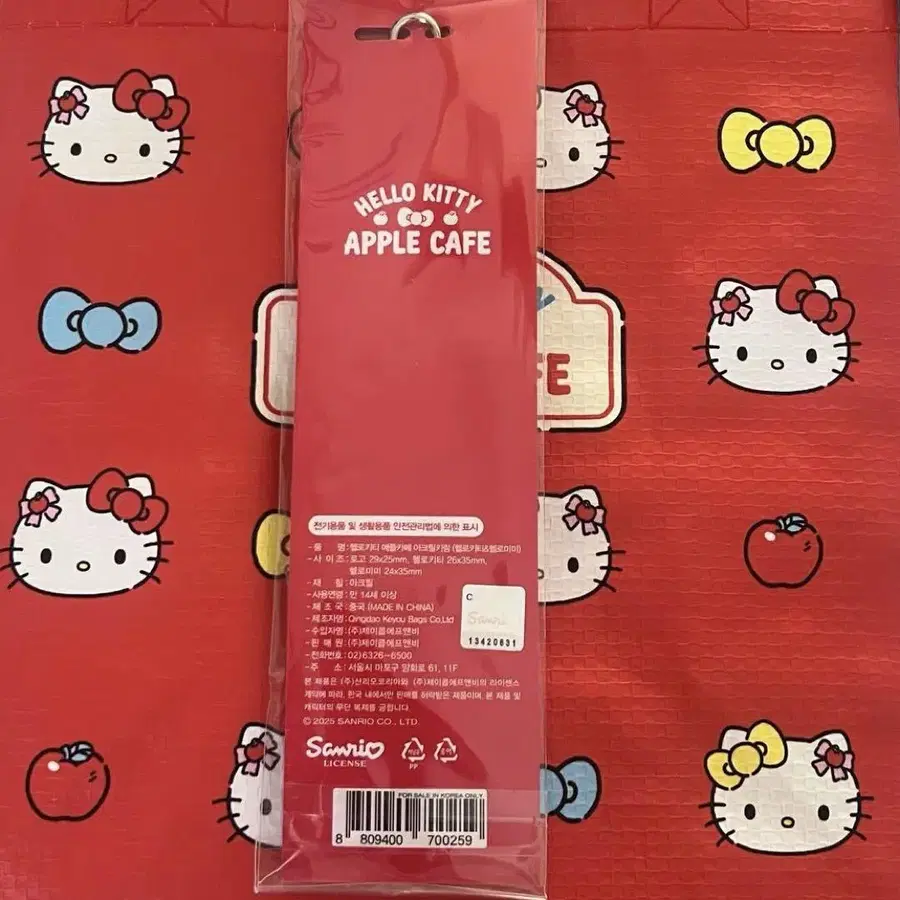 HELLO KITTY
APPLE CAFE
FE
전기용품 및 생활용품 안전관리법에 의한 표시
- 품 명 : 헬로키티 애플카페 아크릴키링 (헬로키티&헬로미미)
- 사 이 즈 : 로고 29x25mm, 헬로키티 26x35mm,
헬로미미 24x35mm
- 재 질 : 아크릴
- 사용연령 : 만 14세 이상
- 제 조 국 : 중국 (MADE IN CHINA)
- 제조자명 : Qingdao Keyou Bags Co,Ltd
- 수입자명 : (주)제이콥에프앤비
- 판 매 원 : (주)제이콥에프앤비
- 전화번호 : 02)6326-6500
- 주 소 : 서울시 마포구 양화로 61, 11F
본 제품은 (주)산리오코리아와 (주)제이콥에프앤비의 라이센스
계약에 따라, 한국 내에서만 판매를 허락받은 제품이며, 본 제품 및
캐릭터의 무단 복제를 금합니다.
© 2025 SANRIO CO., LTD.
C
Sanrio
13420631
Sanrio
LICENSE
PP
FOR SALE IN KOREA ONLY
8 809400 700259